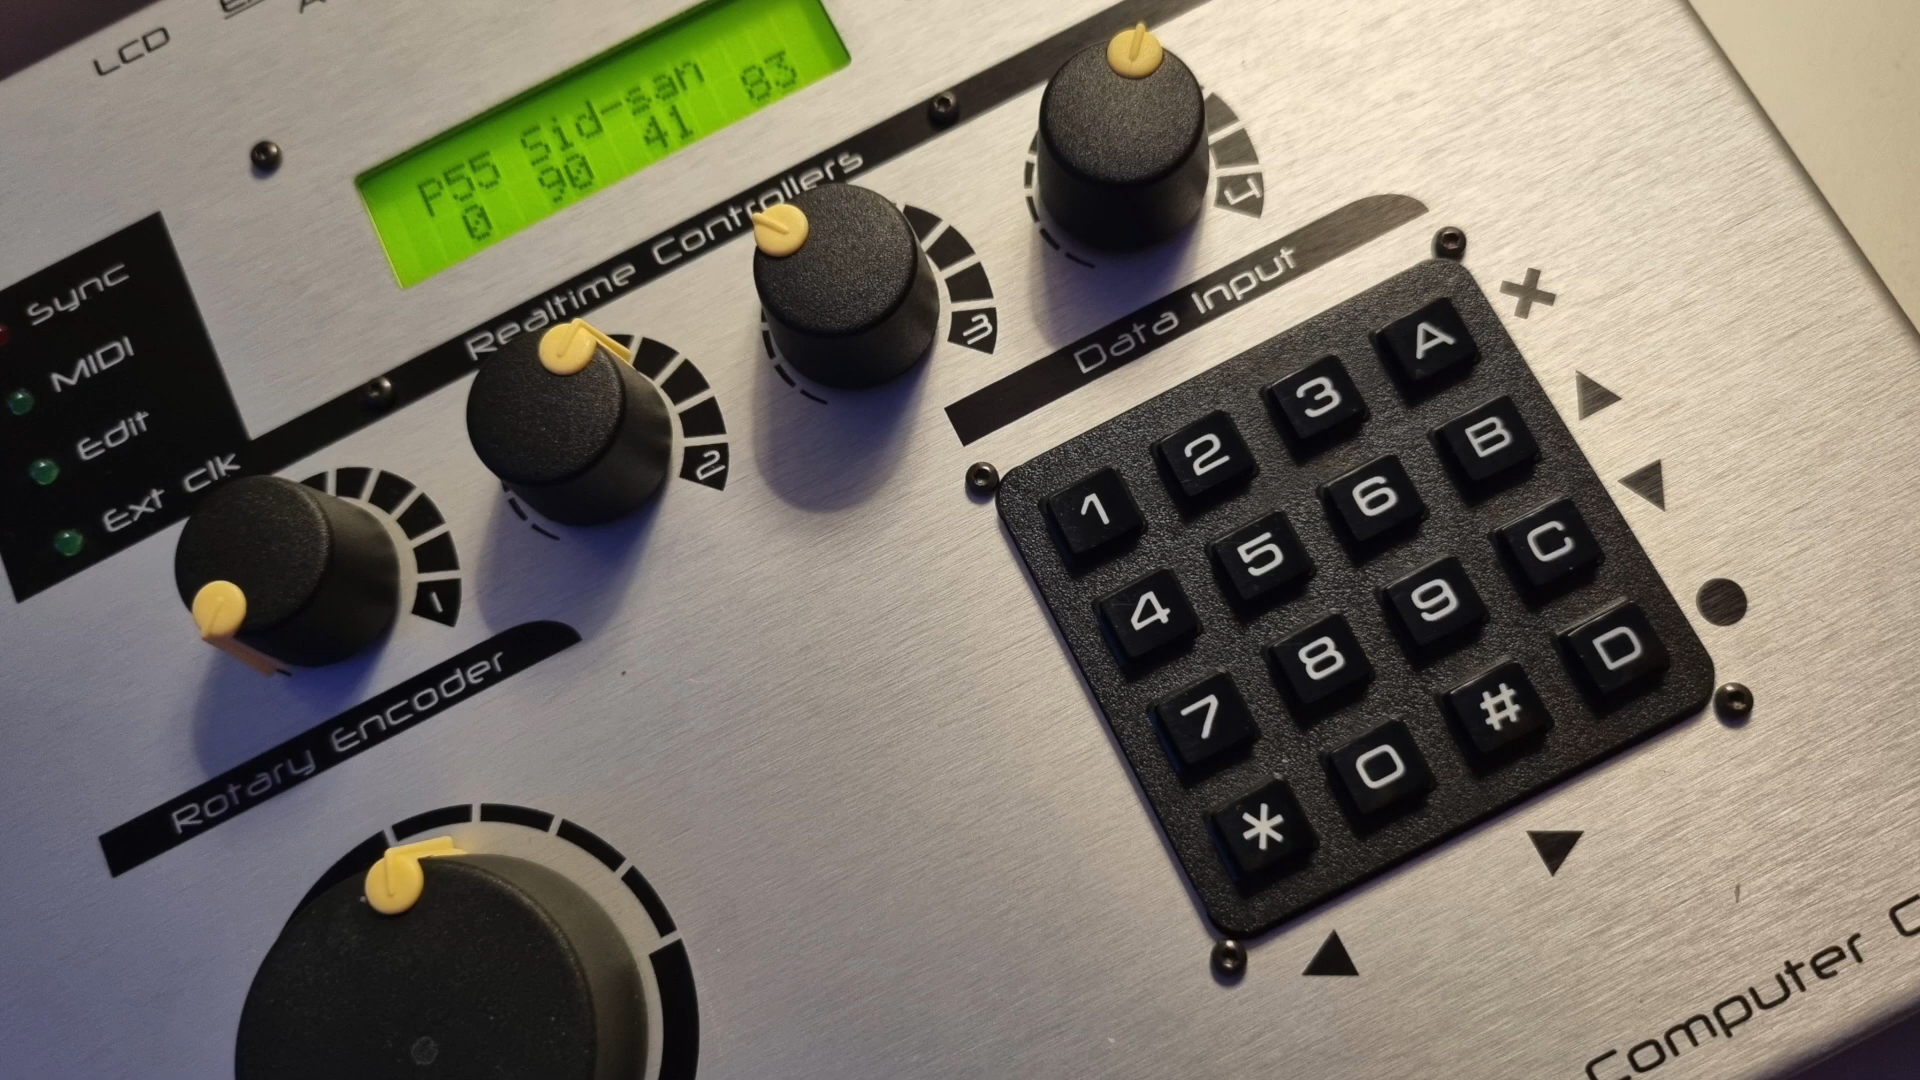 LCD
P55 Sid-san
0 90 41 83
Realtime Controllers
Sync
MIDI
Edit
Ext clk
1
2
3
4
Data Input
1 2 3 A
4 5 6 B
7 8 9 C
* 0 # D
Rotary Encoder
Computer